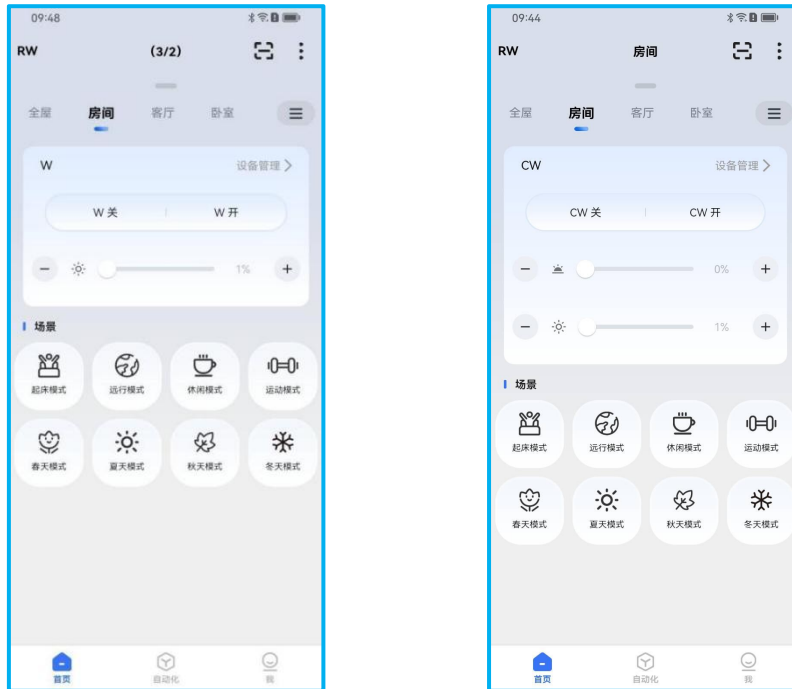 09:48
RW (3/2)
全屋 房间 客厅 卧室
W 设备管理
W 关 W 开
1%
场景
起床模式 远行模式 休闲模式 运动模式
春天模式 夏天模式 秋天模式 冬天模式
首页 自动化 我
09:44
RW 房间
全屋 房间 客厅 卧室
CW 设备管理
CW 关 CW 开
0%
1%
场景
起床模式 远行模式 休闲模式 运动模式
春天模式 夏天模式 秋天模式 冬天模式
首页 自动化 我